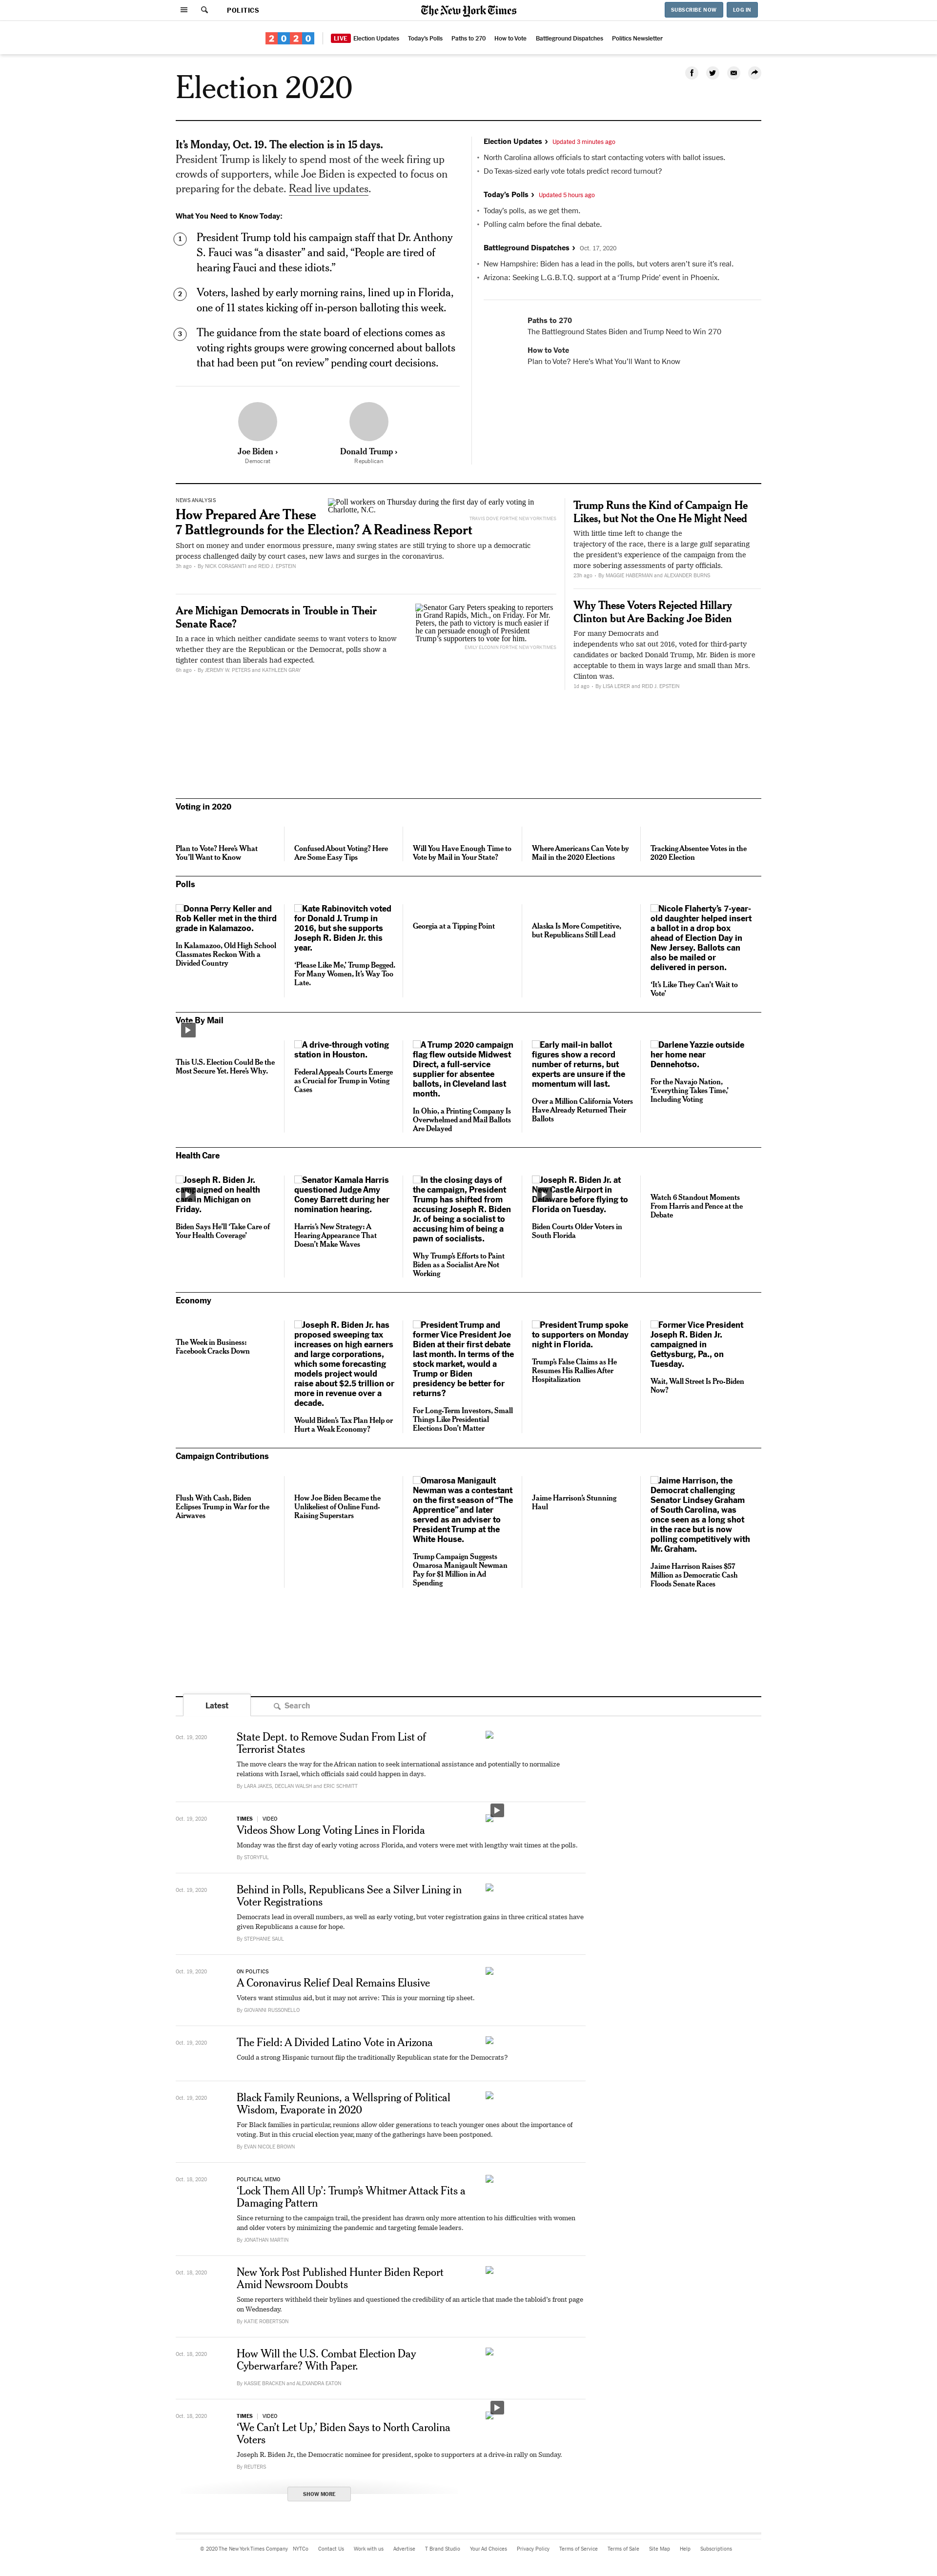 POLITICS
The New York Times
SUBSCRIBE NOW
LOG IN
2020
LIVE Election Updates
Today's Polls
Paths to 270
How to Vote
Battleground Dispatches
Politics Newsletter
Election 2020
It's Monday, Oct. 19. The election is in 15 days.
President Trump is likely to spend most of the week firing up
crowds of supporters, while Joe Biden is expected to focus on
preparing for the debate. Read live updates.
What You Need to Know Today:
1
President Trump told his campaign staff that Dr. Anthony
S. Fauci was “a disaster” and said, “People are tired of
hearing Fauci and these idiots.”
2
Voters, lashed by early morning rains, lined up in Florida,
one of 11 states kicking off in-person balloting this week.
3
The guidance from the state board of elections comes as
voting rights groups were growing concerned about ballots
that had been put “on review” pending court decisions.
Joe Biden ›
Democrat
Donald Trump ›
Republican
Election Updates › Updated 3 minutes ago
• North Carolina allows officials to start contacting voters with ballot issues.
• Do Texas-sized early vote totals predict record turnout?
Today's Polls › Updated 5 hours ago
• Today's polls, as we get them.
• Polling calm before the final debate.
Battleground Dispatches › Oct. 17, 2020
• New Hampshire: Biden has a lead in the polls, but voters aren't sure it's real.
• Arizona: Seeking L.G.B.T.Q. support at a ‘Trump Pride’ event in Phoenix.
Paths to 270
The Battleground States Biden and Trump Need to Win 270
How to Vote
Plan to Vote? Here's What You'll Want to Know
NEWS ANALYSIS
Poll workers on Thursday during the first day of early voting in
Charlotte, N.C.
TRAVIS DOVE FOR THE NEW YORK TIMES
How Prepared Are These
7 Battlegrounds for the Election? A Readiness Report
Short on money and under enormous pressure, many swing states are still trying to shore up a democratic
process challenged daily by court cases, new laws and surges in the coronavirus.
3h ago - By NICK CORASANITI and REID J. EPSTEIN
Are Michigan Democrats in Trouble in Their
Senate Race?
In a race in which neither candidate seems to want voters to know
whether they are the Republican or the Democrat, polls show a
tighter contest than liberals had expected.
8h ago - By JEREMY W. PETERS and KATHLEEN GRAY
Senator Gary Peters speaking to reporters
in Grand Rapids, Mich., on Friday. For Mr.
Peters, the path to victory is much easier if
he can persuade enough of President
Trump's supporters to vote for him.
EMILY ELCONIN FOR THE NEW YORK TIMES
Trump Runs the Kind of Campaign He
Likes, but Not the One He Might Need
With little time left to change the
trajectory of the race, there is a large gulf separating
the president's experience of the campaign from the
more sobering assessments of party officials.
23h ago - By MAGGIE HABERMAN and ALEXANDER BURNS
Why These Voters Rejected Hillary
Clinton but Are Backing Joe Biden
For many Democrats and
independents who sat out 2016, voted for third-party
candidates or backed Donald Trump, Mr. Biden is more
acceptable to them in ways large and small than Mrs.
Clinton was.
1d ago - By LISA LERER and REID J. EPSTEIN
Voting in 2020
Plan to Vote? Here's What
You'll Want to Know
Confused About Voting? Here
Are Some Easy Tips
Will You Have Enough Time to
Vote by Mail in Your State?
Where Americans Can Vote by
Mail in the 2020 Elections
Tracking Absentee Votes in the
2020 Election
Polls
Donna Perry Keller and
Rob Keller met in the third
grade in Kalamazoo.
In Kalamazoo, Old High School
Classmates Reckon With a
Divided Country
Kate Rabinovitch voted
for Donald J. Trump in
2016, but she supports
Joseph R. Biden Jr. this
year.
‘Please Like Me,’ Trump Begged.
For Many Women, It's Way Too
Late.
Georgia at a Tipping Point
Alaska Is More Competitive,
but Republicans Still Lead
Nicole Flaherty's 7-year-
old daughter helped insert
a ballot in a drop box
ahead of Election Day in
New Jersey. Ballots can
also be mailed or
delivered in person.
‘It's Like They Can't Wait to
Vote’
Vote By Mail
This U.S. Election Could Be the
Most Secure Yet. Here's Why.
A drive-through voting
station in Houston.
Federal Appeals Courts Emerge
as Crucial for Trump in Voting
Cases
A Trump 2020 campaign
flag flew outside Midwest
Direct, a full-service
supplier for absentee
ballots, in Cleveland last
month.
In Ohio, a Printing Company Is
Overwhelmed and Mail Ballots
Are Delayed
Early mail-in ballot
figures show a record
number of returns, but
experts are unsure if the
momentum will last.
Over a Million California Voters
Have Already Returned Their
Ballots
Darlene Yazzie outside
her home near
Dennehotso.
For the Navajo Nation,
‘Everything Takes Time,’
Including Voting
Health Care
Joseph R. Biden Jr.
campaigned on health
care in Michigan on
Friday.
Biden Says He'll ‘Take Care of
Your Health Coverage’
Senator Kamala Harris
questioned Judge Amy
Coney Barrett during her
nomination hearing.
Harris's New Strategy: A
Hearing Appearance That
Doesn't Make Waves
In the closing days of
the campaign, President
Trump has shifted from
accusing Joseph R. Biden
Jr. of being a socialist to
accusing him of being a
pawn of socialists.
Why Trump's Efforts to Paint
Biden as a Socialist Are Not
Working
Joseph R. Biden Jr. at
New Castle Airport in
Delaware before flying to
Florida on Tuesday.
Biden Courts Older Voters in
South Florida
Watch 6 Standout Moments
From Harris and Pence at the
Debate
Economy
The Week in Business:
Facebook Cracks Down
Joseph R. Biden Jr. has
proposed sweeping tax
increases on high earners
and large corporations,
which some forecasting
models project would
raise about $2.5 trillion or
more in revenue over a
decade.
Would Biden's Tax Plan Help or
Hurt a Weak Economy?
President Trump and
former Vice President Joe
Biden at their first debate
last month. In terms of the
stock market, would a
Trump or Biden
presidency be better for
returns?
For Long-Term Investors, Small
Things Like Presidential
Elections Don't Matter
President Trump spoke
to supporters on Monday
night in Florida.
Trump's False Claims as He
Resumes His Rallies After
Hospitalization
Former Vice President
Joseph R. Biden Jr.
campaigned in
Gettysburg, Pa., on
Tuesday.
Wait, Wall Street Is Pro-Biden
Now?
Campaign Contributions
Flush With Cash, Biden
Eclipses Trump in War for the
Airwaves
How Joe Biden Became the
Unlikeliest of Online Fund-
Raising Superstars
Omarosa Manigault
Newman was a contestant
on the first season of “The
Apprentice” and later
served as an adviser to
President Trump at the
White House.
Trump Campaign Suggests
Omarosa Manigault Newman
Pay for $1 Million in Ad
Spending
Jaime Harrison's Stunning
Haul
Jaime Harrison, the
Democrat challenging
Senator Lindsey Graham
of South Carolina, was
once seen as a long shot
in the race but is now
polling competitively with
Mr. Graham.
Jaime Harrison Raises $57
Million as Democratic Cash
Floods Senate Races
Latest
Search
Oct. 19, 2020
State Dept. to Remove Sudan From List of
Terrorist States
The move clears the way for the African nation to seek international assistance and potentially to normalize
relations with Israel, which officials said could happen in days.
By LARA JAKES, DECLAN WALSH and ERIC SCHMITT
Oct. 19, 2020
TIMES | VIDEO
Videos Show Long Voting Lines in Florida
Monday was the first day of early voting across Florida, and voters were met with lengthy wait times at the polls.
By STORYFUL
Oct. 19, 2020
Behind in Polls, Republicans See a Silver Lining in
Voter Registrations
Democrats lead in overall numbers, as well as early voting, but voter registration gains in three critical states have
given Republicans a cause for hope.
By STEPHANIE SAUL
Oct. 19, 2020
ON POLITICS
A Coronavirus Relief Deal Remains Elusive
Voters want stimulus aid, but it may not arrive: This is your morning tip sheet.
By GIOVANNI RUSSONELLO
Oct. 19, 2020
The Field: A Divided Latino Vote in Arizona
Could a strong Hispanic turnout flip the traditionally Republican state for the Democrats?
Oct. 19, 2020
Black Family Reunions, a Wellspring of Political
Wisdom, Evaporate in 2020
For Black families in particular, reunions allow older generations to teach younger ones about the importance of
voting. But in this crucial election year, many of the gatherings have been postponed.
By EVAN NICOLE BROWN
Oct. 18, 2020
POLITICAL MEMO
‘Lock Them All Up’: Trump's Whitmer Attack Fits a
Damaging Pattern
Since returning to the campaign trail, the president has drawn only more attention to his difficulties with women
and older voters by minimizing the pandemic and targeting female leaders.
By JONATHAN MARTIN
Oct. 18, 2020
New York Post Published Hunter Biden Report
Amid Newsroom Doubts
Some reporters withheld their bylines and questioned the credibility of an article that made the tabloid's front page
on Wednesday.
By KATIE ROBERTSON
Oct. 18, 2020
How Will the U.S. Combat Election Day
Cyberwarfare? With Paper.
By KASSIE BRACKEN and ALEXANDRA EATON
Oct. 18, 2020
TIMES | VIDEO
‘We Can't Let Up,’ Biden Says to North Carolina
Voters
Joseph R. Biden Jr., the Democratic nominee for president, spoke to supporters at a drive-in rally on Sunday.
By REUTERS
SHOW MORE
© 2020 The New York Times Company
NYTCo
Contact Us
Work with us
Advertise
T Brand Studio
Your Ad Choices
Privacy Policy
Terms of Service
Terms of Sale
Site Map
Help
Subscriptions